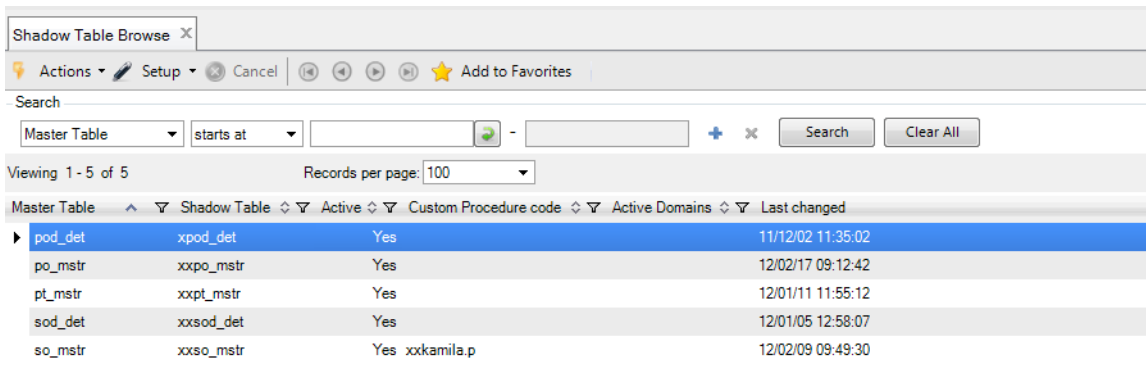 Shadow Table Browse
Actions Setup Cancel Add to Favorites
Search
Master Table starts at - Search Clear All
Viewing 1 - 5 of 5 Records per page: 100
Master Table Shadow Table Active Custom Procedure code Active Domains Last changed
pod_det xpod_det Yes 11/12/02 11:35:02
po_mstr xxpo_mstr Yes 12/02/17 09:12:42
pt_mstr xxpt_mstr Yes 12/01/11 11:55:12
sod_det xxsod_det Yes 12/01/05 12:58:07
so_mstr xxso_mstr Yes xxkamila.p 12/02/09 09:49:30